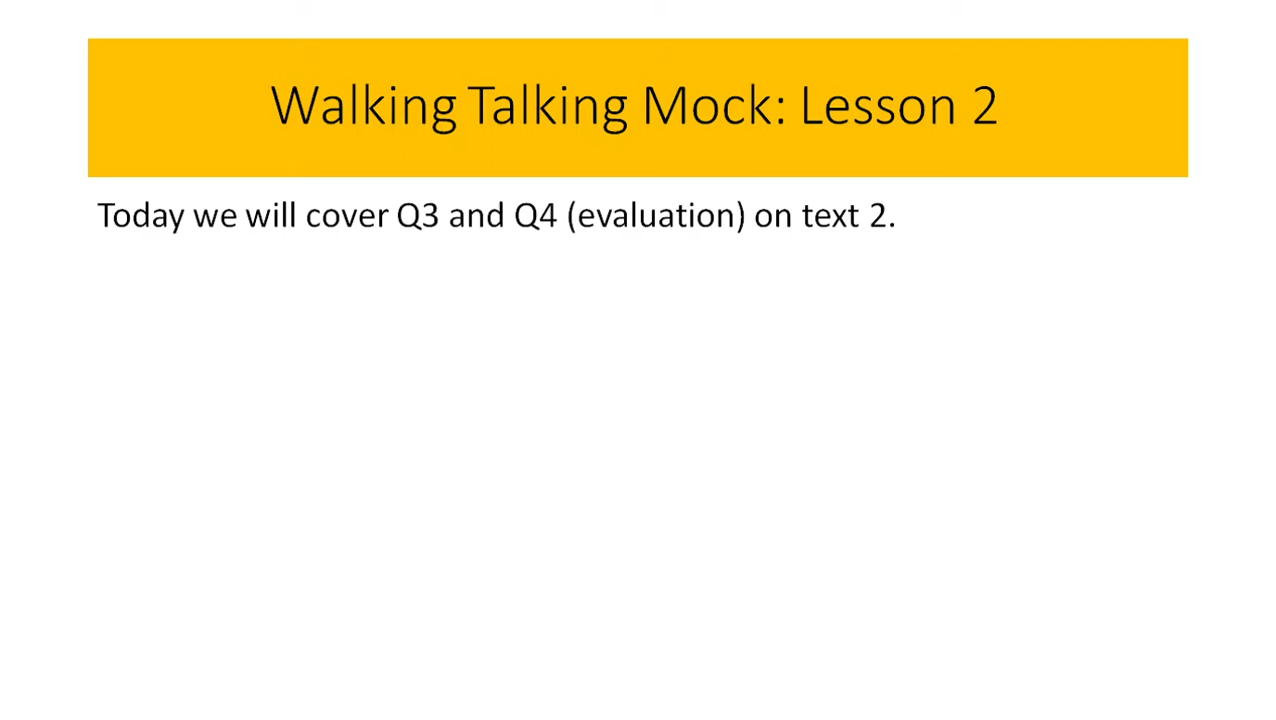 Walking Talking Mock: Lesson 2
Today we will cover Q3 and Q4 (evaluation) on text 2.